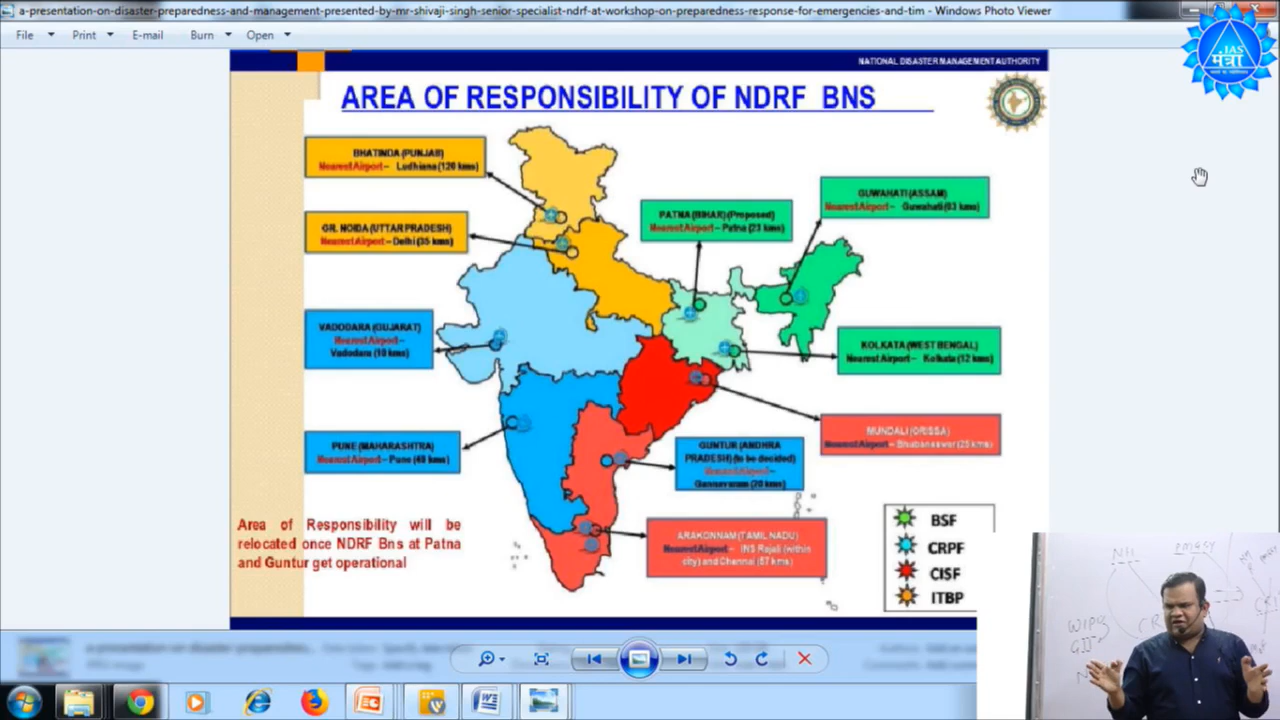 a-presentation-on-disaster-preparedness-and-management-presented-by-mr-shivaji-singh-senior-specialist-ndrf-at-workshop-on-preparedness-response-for-emergencies-and-tim - Windows Photo Viewer
File Print E-mail Burn Open
IAS
मंत्रा
NATIONAL DISASTER MANAGEMENT AUTHORITY
AREA OF RESPONSIBILITY OF NDRF BNS
BHATINDA (PUNJAB)
Nearest Airport – Ludhiana (120 kms)
GUWAHATI (ASSAM)
Nearest Airport – Guwahati (03 kms)
PATNA (BIHAR) (Proposed)
Nearest Airport – Patna (23 kms)
GR. NOIDA (UTTAR PRADESH)
Nearest Airport – Delhi (35 kms)
VADODARA (GUJARAT)
Nearest Airport –
Vadodara (10 kms)
KOLKATA (WEST BENGAL)
Nearest Airport – Kolkata (12 kms)
MUNDALI (ORISSA)
Nearest Airport – Bhubaneswar (25 kms)
PUNE (MAHARASHTRA)
Nearest Airport – Pune (40 kms)
GUNTUR (ANDHRA
PRADESH) (to be decided)
Nearest Airport –
Gannavaram (20 kms)
ARAKONNAM (TAMIL NADU)
Nearest Airport – INS Rajali (within
city) and Chennai (67 kms)
Area of Responsibility will be
relocated once NDRF Bns at Patna
and Guntur get operational
BSF
CRPF
CISF
ITBP